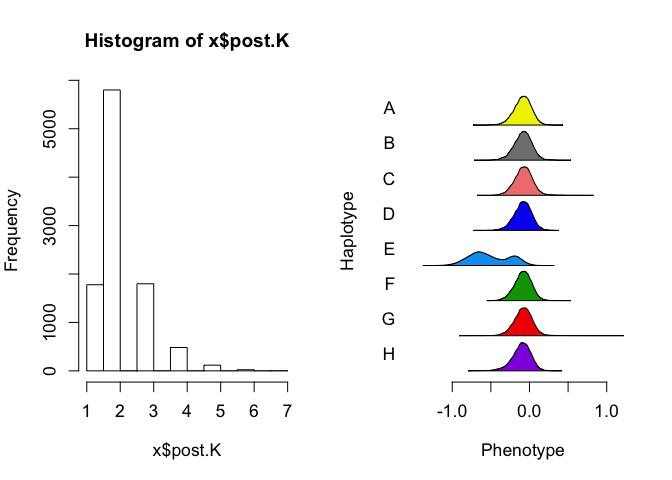 Histogram of x$post.K
Frequency
0
1000
3000
5000
1 2 3 4 5 6 7
x$post.K
Haplotype
A
B
C
D
E
F
G
H
-1.0 0.0 1.0
Phenotype